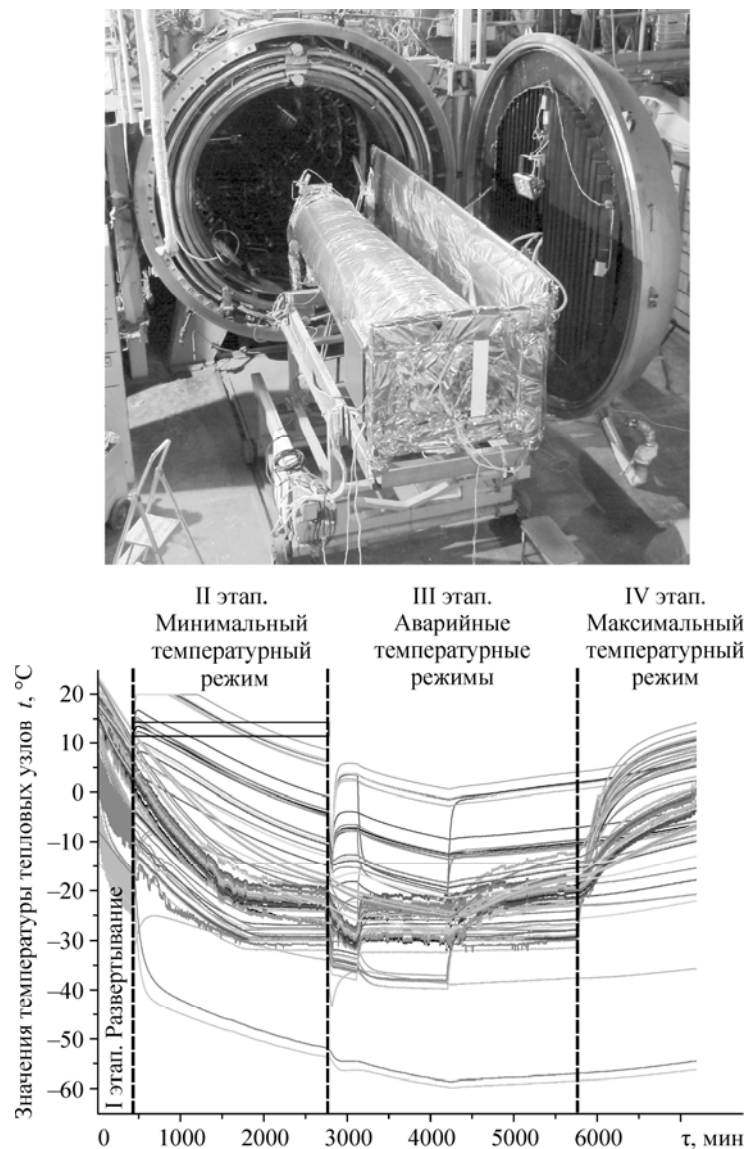 II этап.
Минимальный
температурный
режим
III этап.
Аварийные
температурные
режимы
IV этап.
Максимальный
температурный
режим
Значения температуры тепловых узлов t, °C
20
10
0
–10
–20
–30
–40
–50
–60
I этап. Развертывание
0 1000 2000 3000 4000 5000 6000 τ, мин